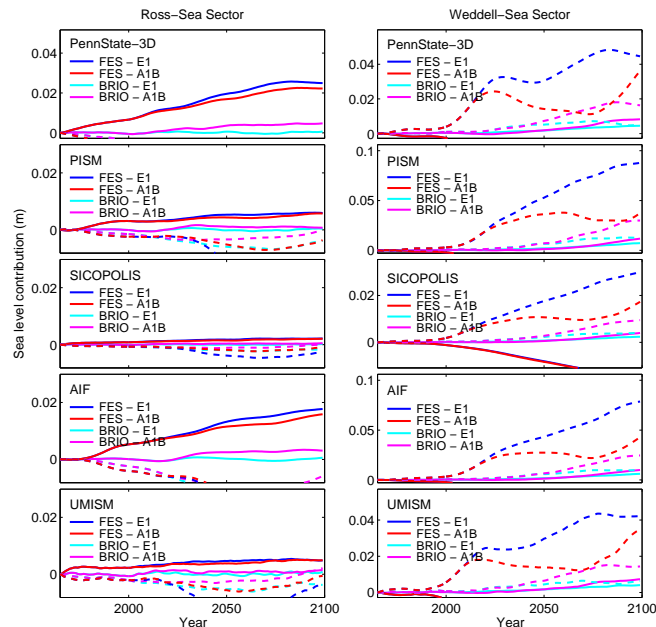 Ross−Sea Sector
Weddell−Sea Sector
Sea level contribution (m)
PennState−3D
FES − E1
FES − A1B
BRIO − E1
BRIO − A1B
0.04
0.02
0
PennState−3D
FES − E1
FES − A1B
BRIO − E1
BRIO − A1B
0.04
0.02
0
PISM
FES − E1
FES − A1B
BRIO − E1
BRIO − A1B
0.02
0
PISM
FES − E1
FES − A1B
BRIO − E1
BRIO − A1B
0.1
0.05
0
SICOPOLIS
FES − E1
FES − A1B
BRIO − E1
BRIO − A1B
0.02
0
SICOPOLIS
FES − E1
FES − A1B
BRIO − E1
BRIO − A1B
0.02
0
AIF
FES − E1
FES − A1B
BRIO − E1
BRIO − A1B
0.02
0
AIF
FES − E1
FES − A1B
BRIO − E1
BRIO − A1B
0.1
0.05
0
UMISM
FES − E1
FES − A1B
BRIO − E1
BRIO − A1B
0.02
0
UMISM
FES − E1
FES − A1B
BRIO − E1
BRIO − A1B
0.04
0.02
0
2000 2050 2100
Year
2000 2050 2100
Year